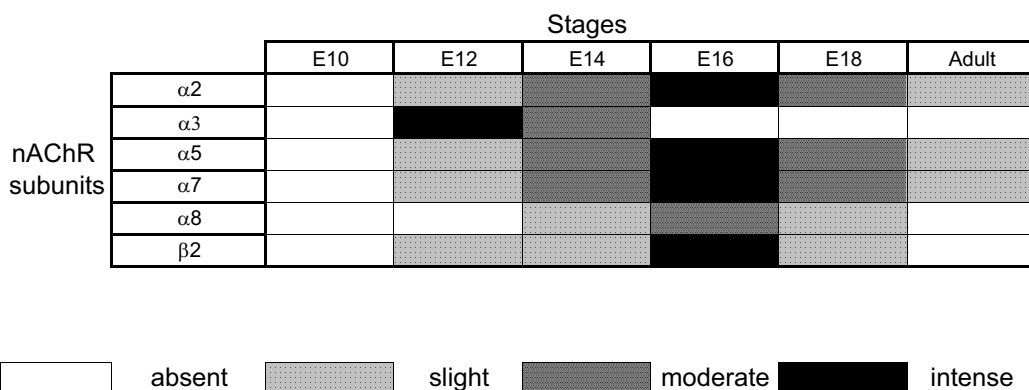 Stages
E10 E12 E14 E16 E18 Adult
α2
α3
nAChR
subunits
α5
α7
α8
β2
absent slight moderate intense